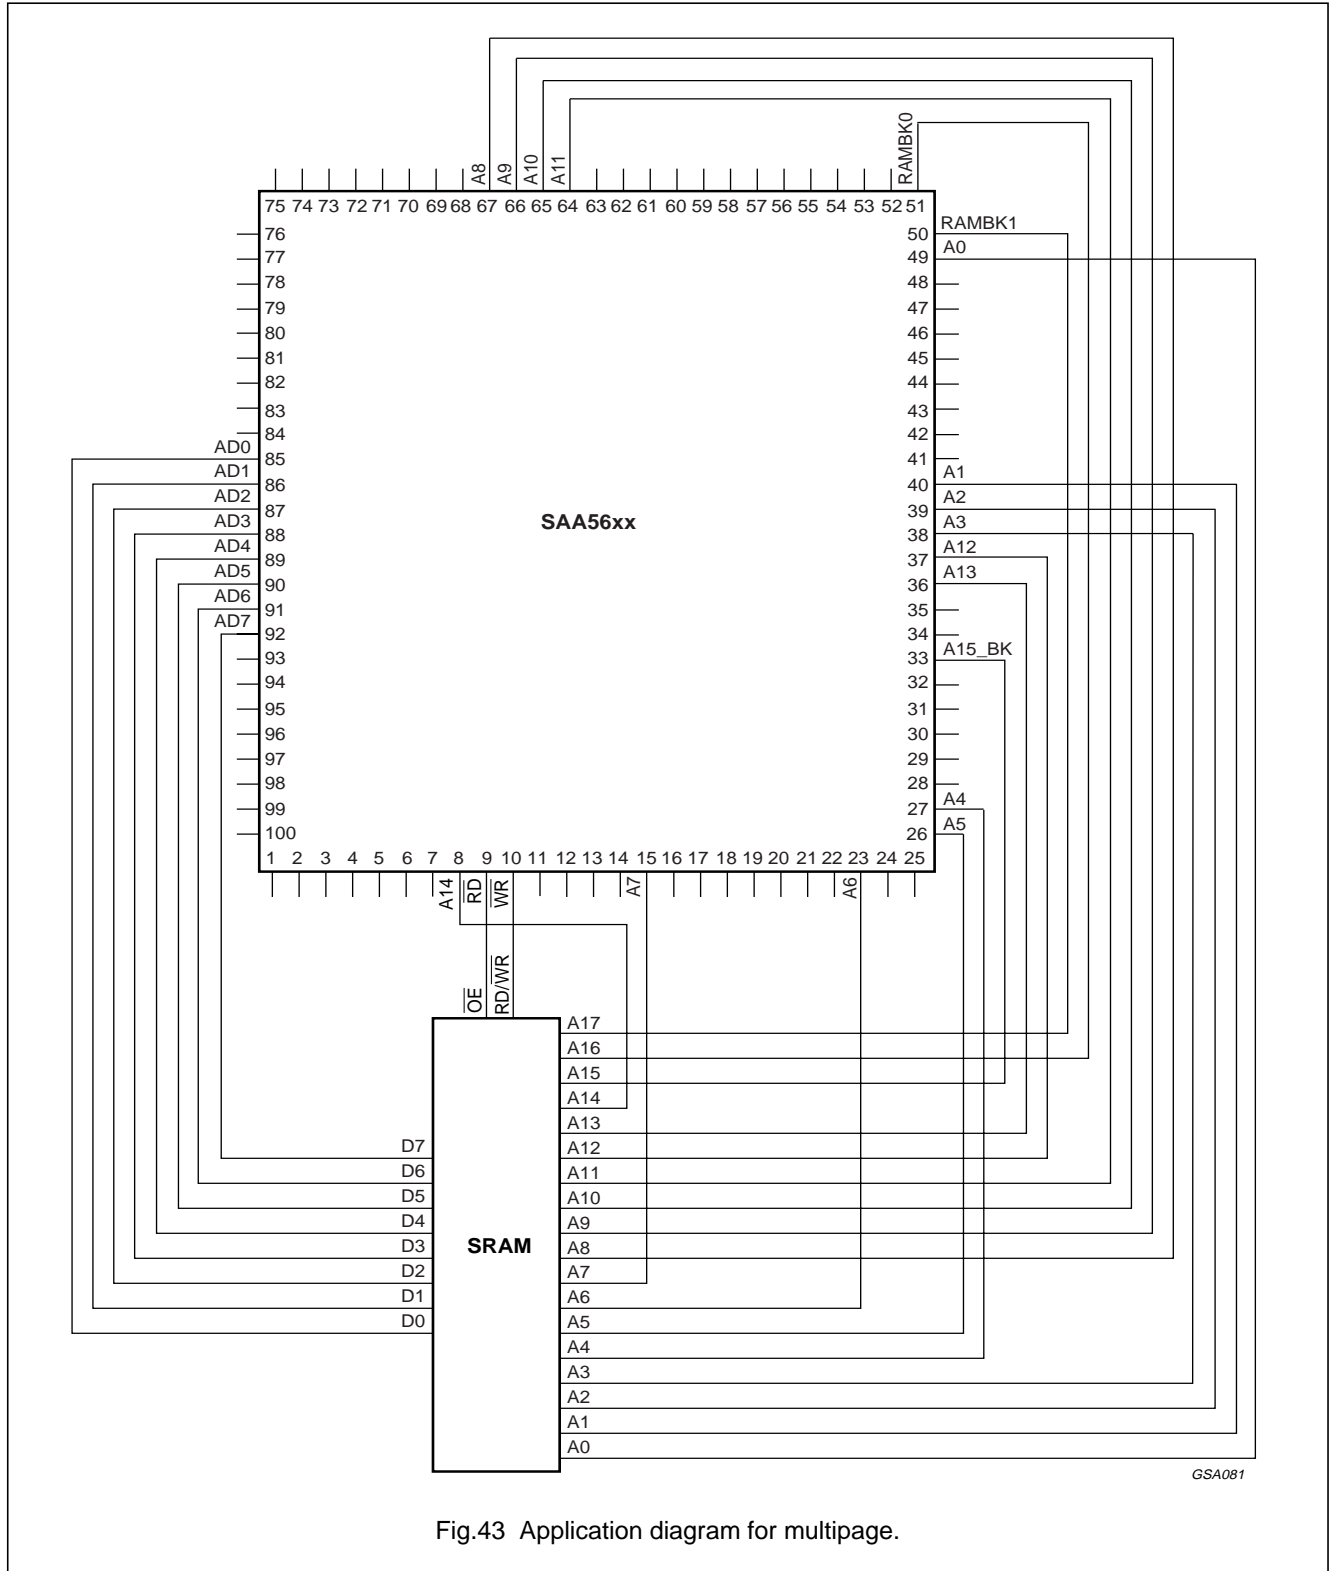 A8 A9 A10 A11 RAMBK0
75 74 73 72 71 70 69 68 67 66 65 64 63 62 61 60 59 58 57 56 55 54 53 52 51
76 50 RAMBK1
77 49 A0
78 48
79 47
80 46
81 45
82 44
83 43
84 42
AD0 85 41
AD1 86 40 A1
AD2 87 39 A2
AD3 88 38 A3
AD4 89 37 A12
AD5 90 36 A13
AD6 91 35
AD7 92 34
93 33 A15_BK
94 32
95 31
96 30
97 29
98 28
99 27 A4
100 26 A5
SAA56xx
1 2 3 4 5 6 7 8 9 10 11 12 13 14 15 16 17 18 19 20 21 22 23 24 25
A14 RD WR A7 A6
OE RD/WR
A17
A16
A15
A14
A13
D7 A12
D6 A11
D5 A10
D4 A9
D3 SRAM A8
D2 A7
D1 A6
D0 A5
A4
A3
A2
A1
A0
GSA081
Fig.43 Application diagram for multipage.